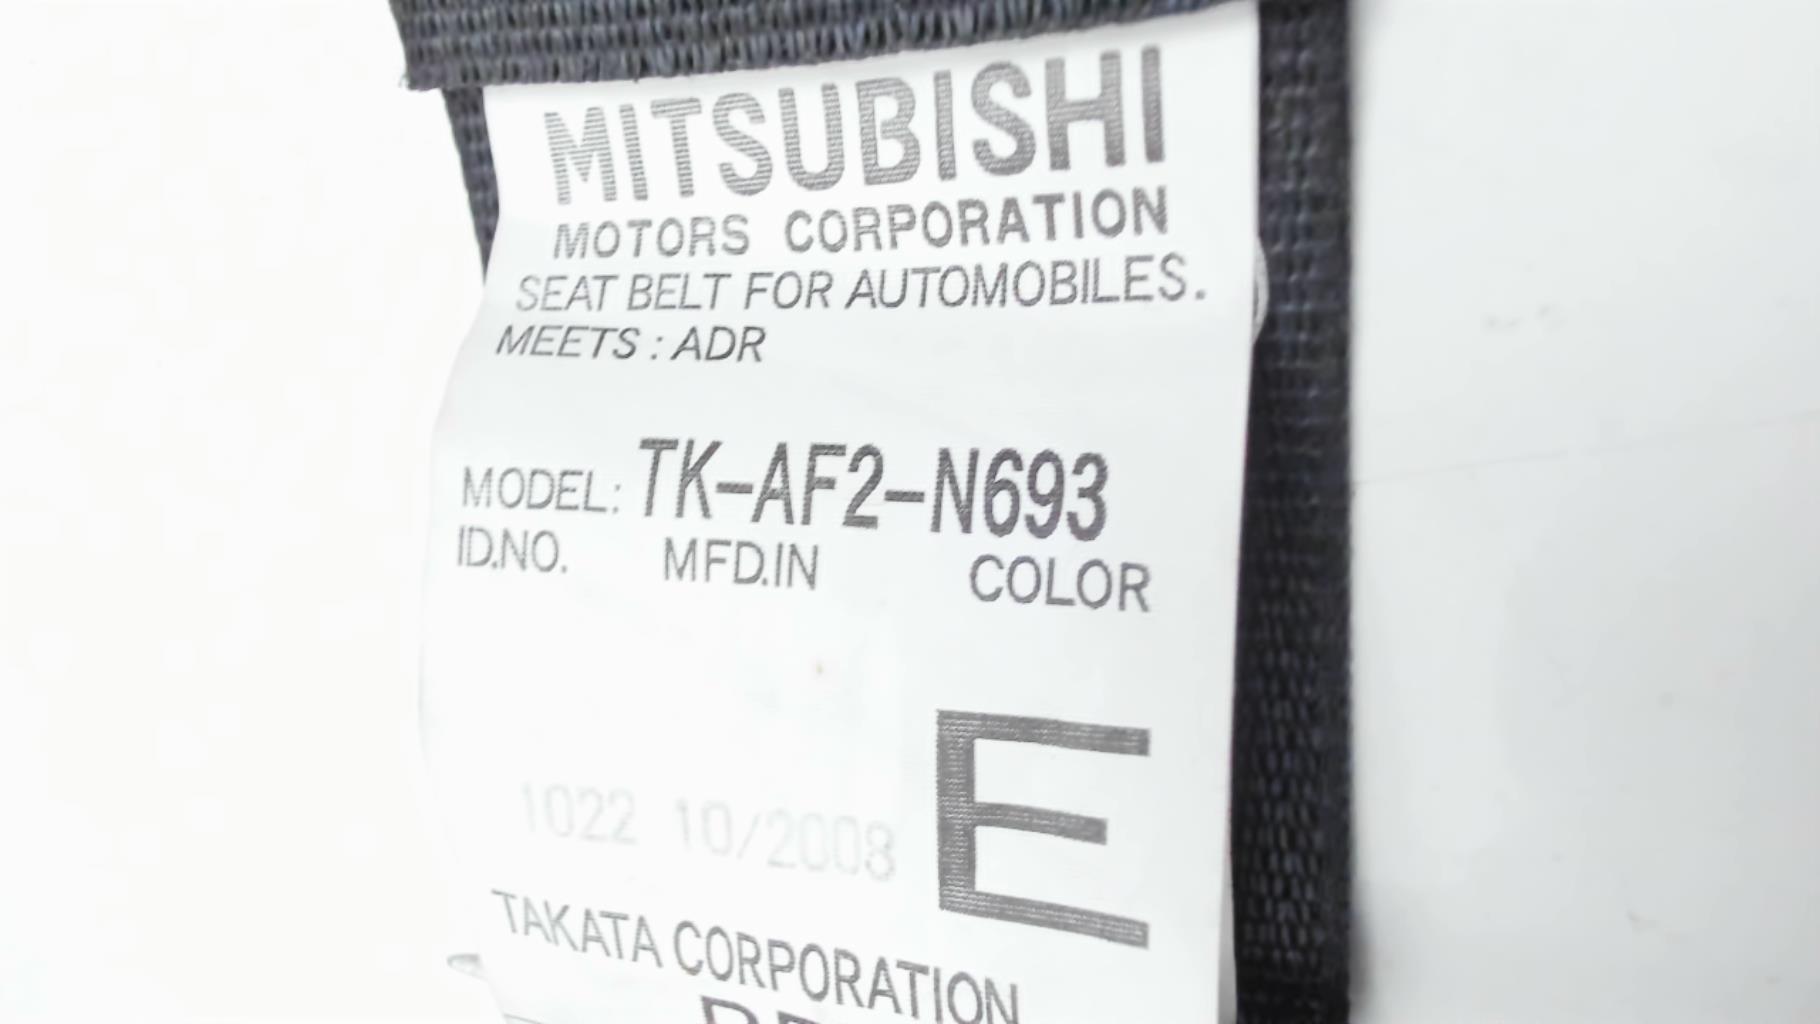 MITSUBISHI
MOTORS CORPORATION
SEAT BELT FOR AUTOMOBILES.
MEETS : ADR
MODEL: TK-AF2-N693
ID.NO. MFD.IN COLOR
1022 10/2008 E
TAKATA CORPORATION